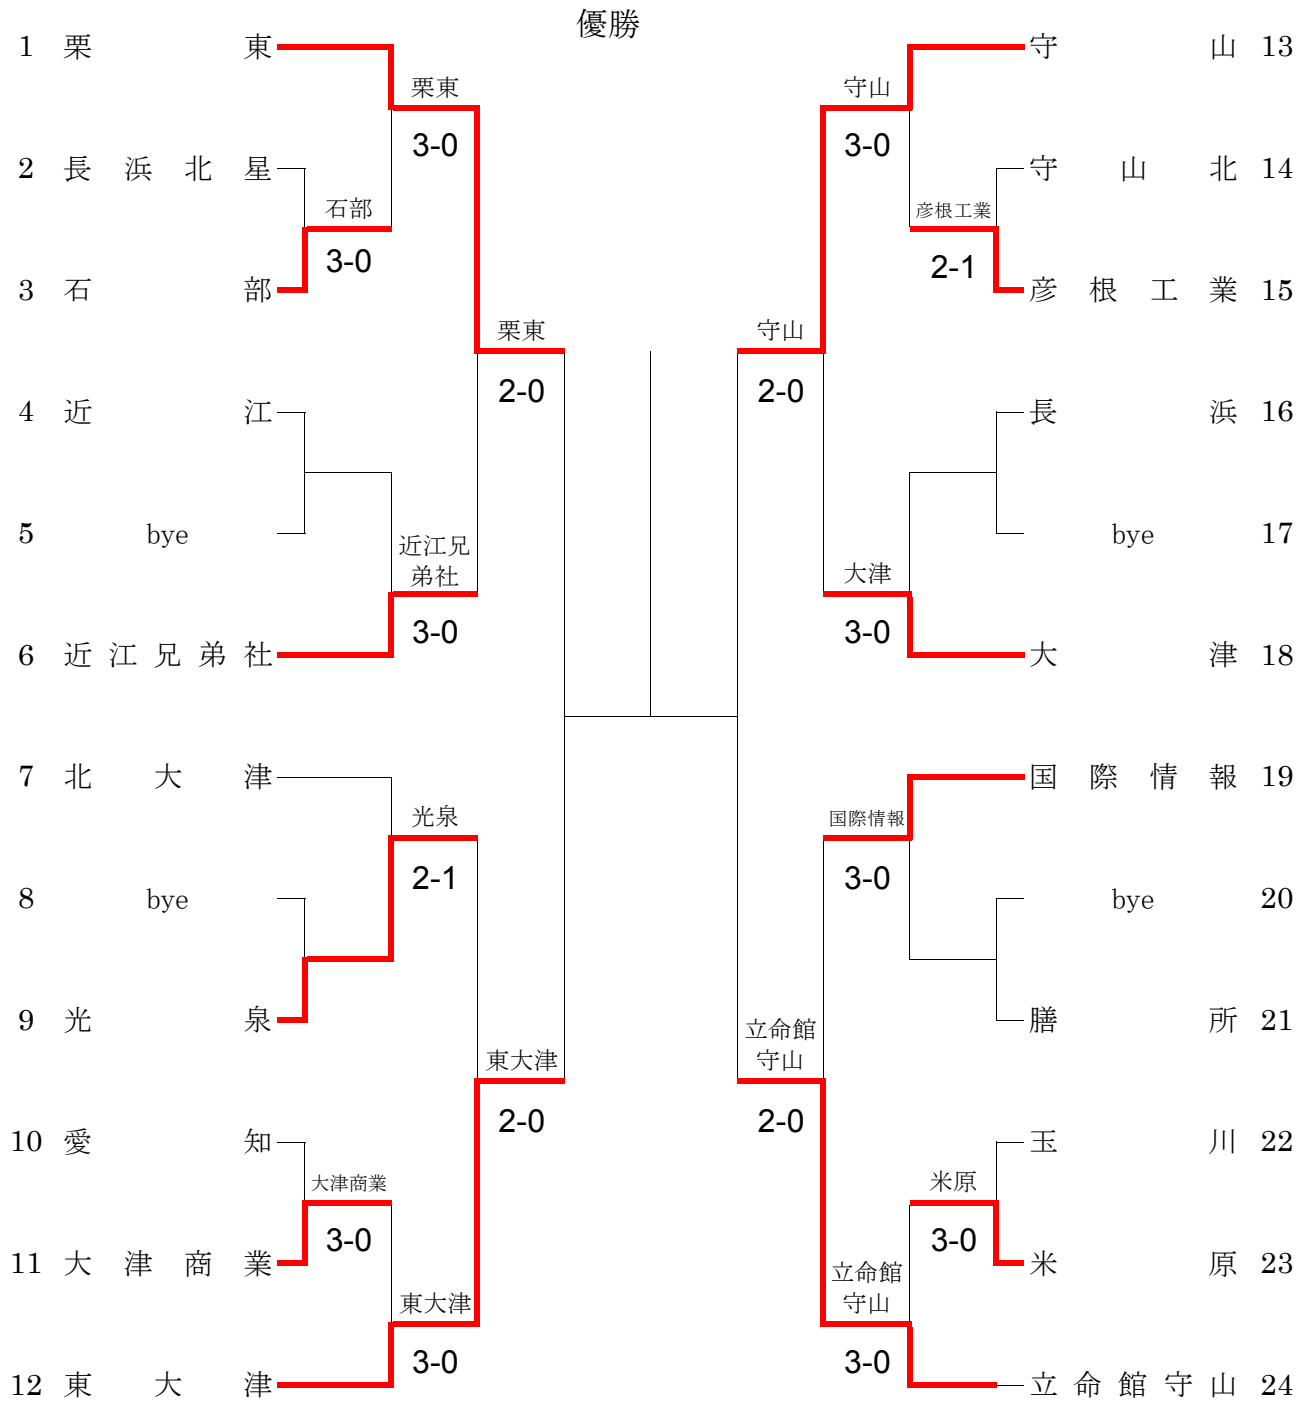 優勝
1 栗東
2 長浜北星
3 石部
4 近江
5 bye
6 近江兄弟社
7 北大津
8 bye
9 光泉
10 愛知
11 大津商業
12 東大津
栗東
3-0
石部
3-0
近江兄
弟社
3-0
光泉
2-1
大津商業
3-0
東大津
3-0
栗東
2-0
東大津
2-0
守山
2-0
立命館
守山
2-0
守山
3-0
彦根工業
2-1
大津
3-0
国際情報
3-0
米原
3-0
立命館
守山
3-0
守山 13
守山北 14
彦根工業 15
長浜 16
bye 17
大津 18
国際情報 19
bye 20
膳所 21
玉川 22
米原 23
立命館守山 24